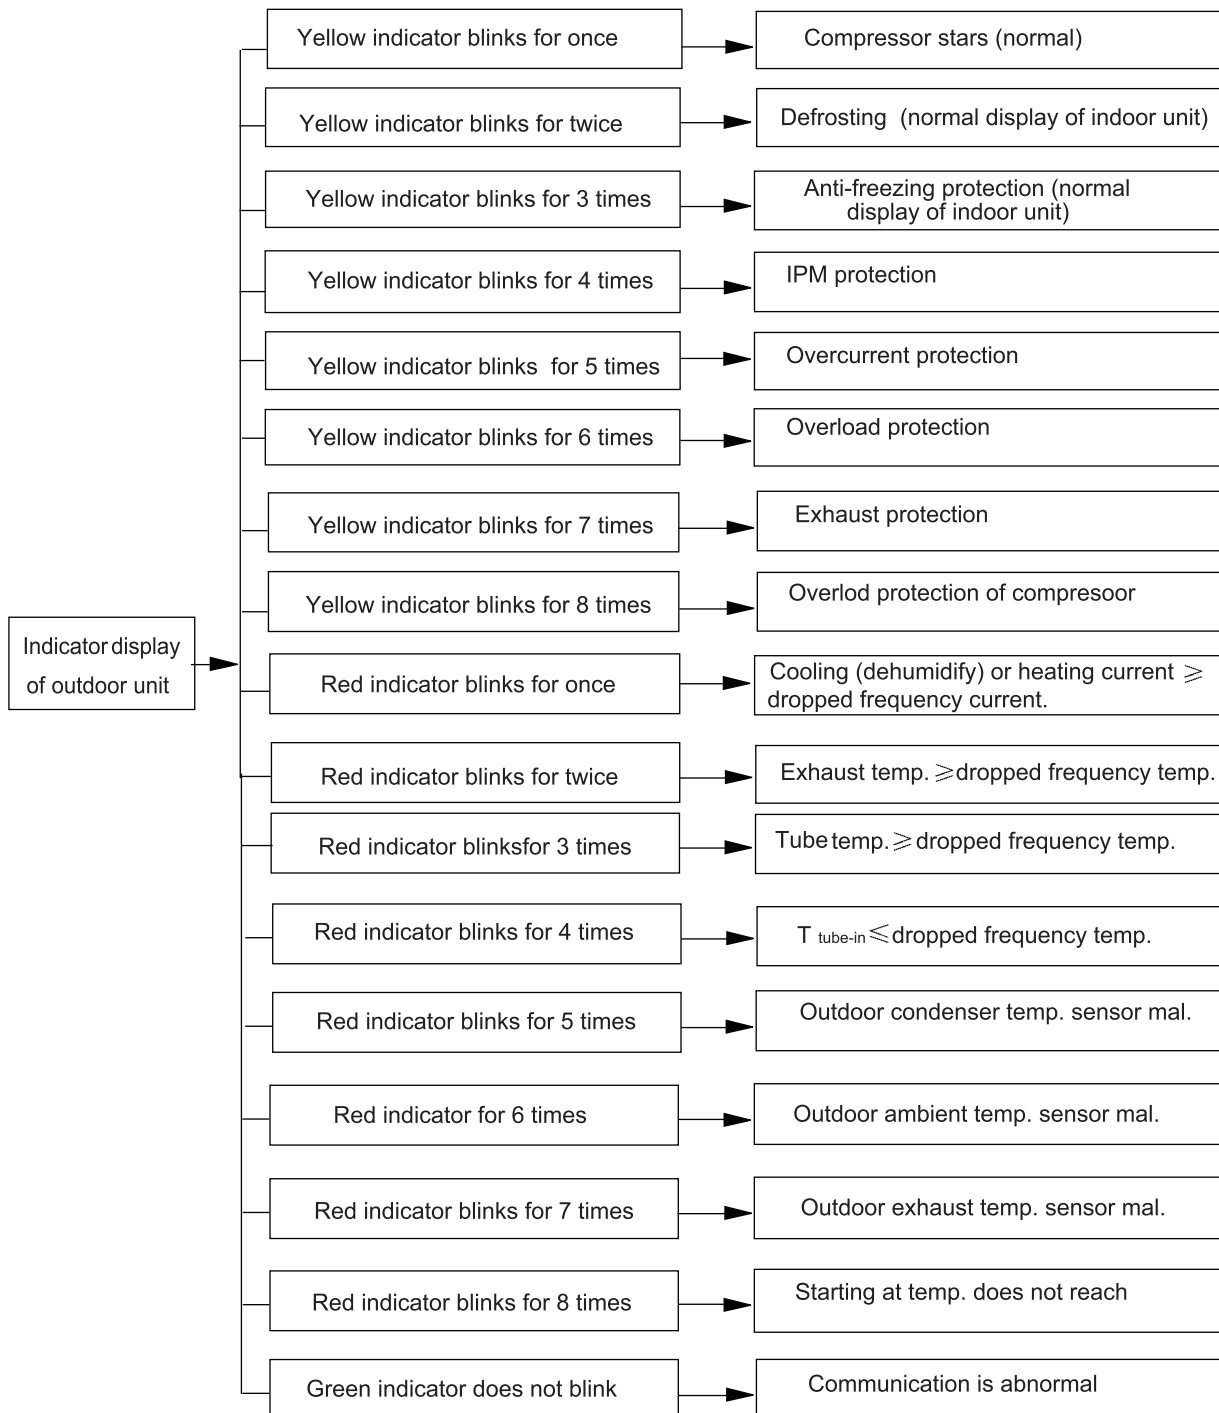 Yellow indicator blinks for once
Compressor stars (normal)
Yellow indicator blinks for twice
Defrosting (normal display of indoor unit)
Yellow indicator blinks for 3 times
Anti-freezing protection (normal
display of indoor unit)
Yellow indicator blinks for 4 times
IPM protection
Yellow indicator blinks for 5 times
Overcurrent protection
Yellow indicator blinks for 6 times
Overload protection
Yellow indicator blinks for 7 times
Exhaust protection
Yellow indicator blinks for 8 times
Overlod protection of compresoor
Indicator display
of outdoor unit
Red indicator blinks for once
Cooling (dehumidify) or heating current ⩾
dropped frequency current.
Red indicator blinks for twice
Exhaust temp. ⩾dropped frequency temp.
Red indicator blinksfor 3 times
Tube temp. ⩾ dropped frequency temp.
Red indicator blinks for 4 times
T tube-in ⩽ dropped frequency temp.
Red indicator blinks for 5 times
Outdoor condenser temp. sensor mal.
Red indicator for 6 times
Outdoor ambient temp. sensor mal.
Red indicator blinks for 7 times
Outdoor exhaust temp. sensor mal.
Red indicator blinks for 8 times
Starting at temp. does not reach
Green indicator does not blink
Communication is abnormal